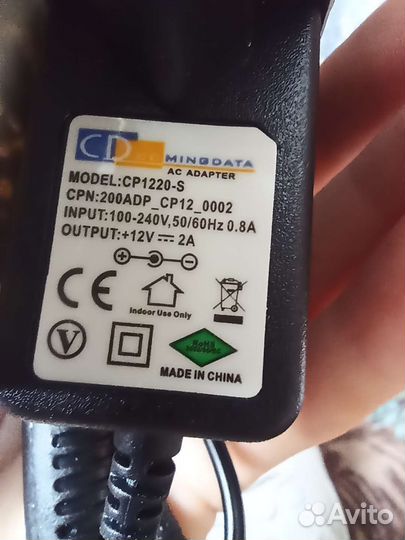 CD
MINGDATA
AC ADAPTER
MODEL:CP1220-S
CPN:200ADP_CP12_0002
INPUT:100-240V,50/60Hz 0.8A
OUTPUT:+12V ⎓ 2A
CE
Indoor Use Only
V
RoHS
MADE IN CHINA
Avito